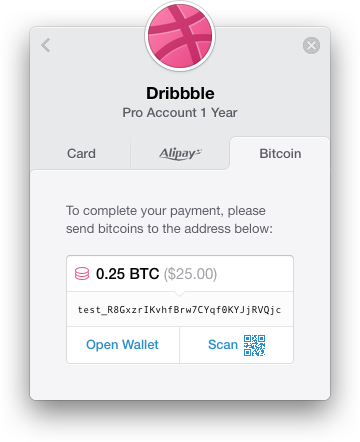 Dribbble
Pro Account 1 Year
Card
Alipay
Bitcoin
To complete your payment, please
send bitcoins to the address below:
0.25 BTC ($25.00)
test_R8GxzrIKvhfBrw7CYqf0KYJjRVQjc
Open Wallet
Scan